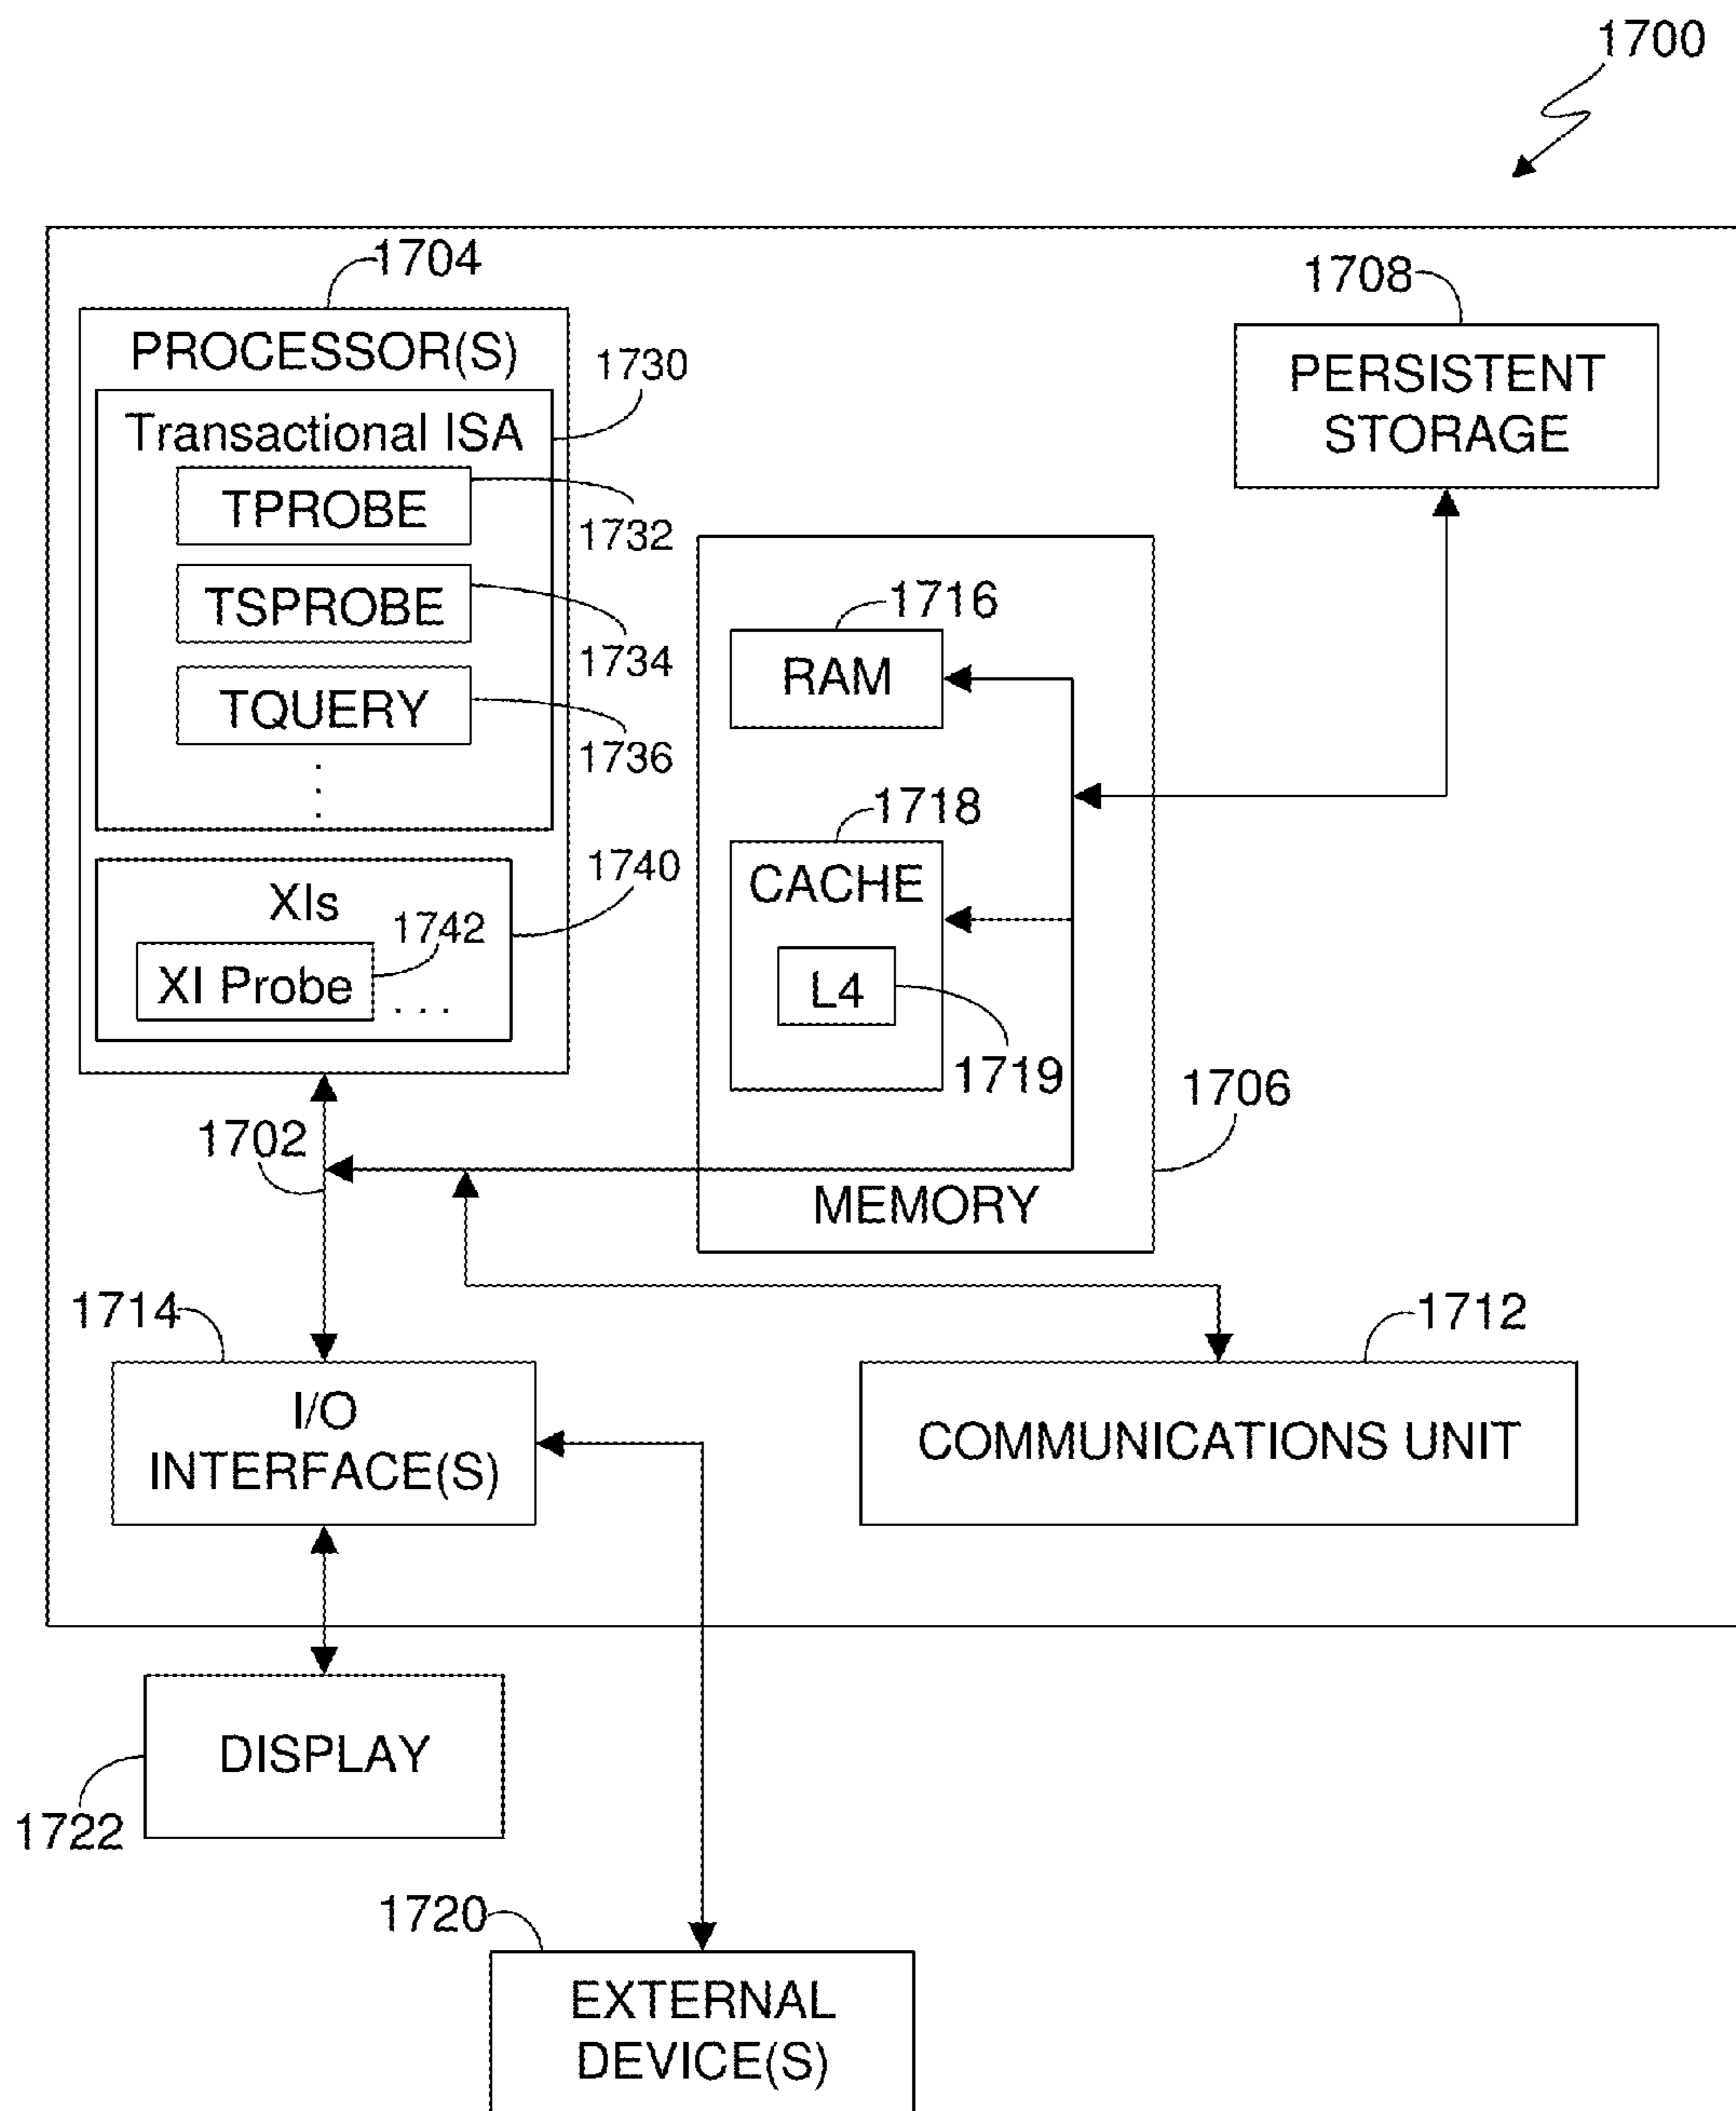 1700
1704
PROCESSOR(S)
1730
Transactional ISA
TPROBE
1732
TSPROBE
1734
TQUERY
1736
.
.
.
1740
XIs
1742
XI Probe
. . .
1708
PERSISTENT
STORAGE
1716
RAM
1718
CACHE
L4
1719
1706
MEMORY
1702
1714
I/O
INTERFACE(S)
1712
COMMUNICATIONS UNIT
DISPLAY
1722
1720
EXTERNAL
DEVICE(S)